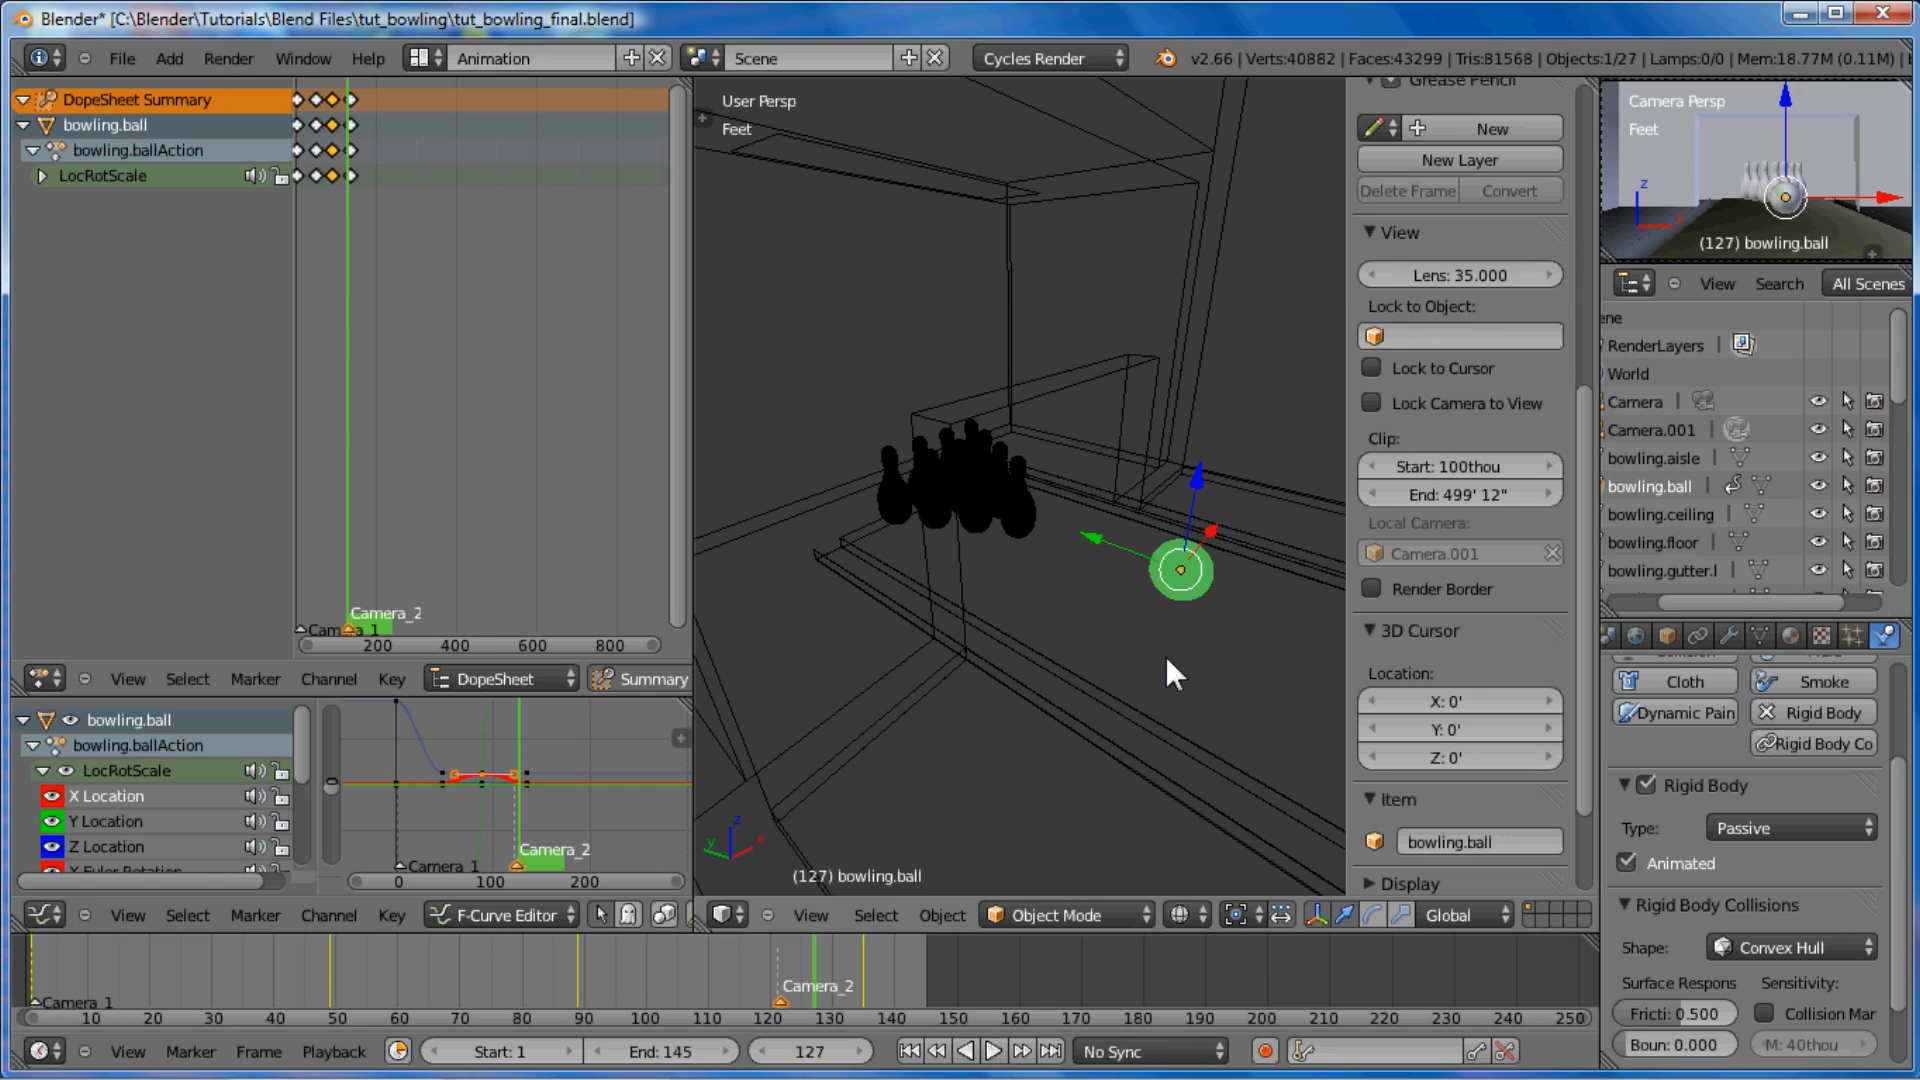 Blender* [C:\Blender\Tutorials\Blend Files\tut_bowling\tut_bowling_final.blend]
File Add Render Window Help Animation Scene Cycles Render v2.66 | Verts:40882 | Faces:43299 | Tris:81568 | Objects:1/27 | Lamps:0/0 | Mem:18.77M (0.11M) |
DopeSheet Summary
bowling.ball
bowling.ballAction
LocRotScale
Camera_2
Camera_1
200 400 600 800
View Select Marker Channel Key DopeSheet Summary
bowling.ball
bowling.ballAction
LocRotScale
X Location
Y Location
Z Location
X Euler Rotation
Camera_2
Camera_1
0 100 200
View Select Marker Channel Key F-Curve Editor
User Persp
Feet
(127) bowling.ball
View Select Object Object Mode Global
Grease Pencil
New
New Layer
Delete Frame Convert
View
Lens: 35.000
Lock to Object:
Lock to Cursor
Lock Camera to View
Clip:
Start: 100thou
End: 499' 12"
Local Camera:
Camera.001
Render Border
3D Cursor
Location:
X: 0'
Y: 0'
Z: 0'
Item
bowling.ball
Display
Camera Persp
Feet
(127) bowling.ball
View Search All Scenes
ene
RenderLayers
World
Camera
Camera.001
bowling.aisle
bowling.ball
bowling.ceiling
bowling.floor
bowling.gutter.l
Cloth Smoke
Dynamic Pain Rigid Body
Rigid Body Co
Rigid Body
Type: Passive
Animated
Rigid Body Collisions
Shape: Convex Hull
Surface Respons Sensitivity:
Fricti: 0.500 Collision Mar
Boun: 0.000 M: 40thou
Camera_2
Camera_1
10 20 30 40 50 60 70 80 90 100 110 120 130 140 150 160 170 180 190 200 210 220 230 240 250
View Marker Frame Playback Start: 1 End: 145 127 No Sync